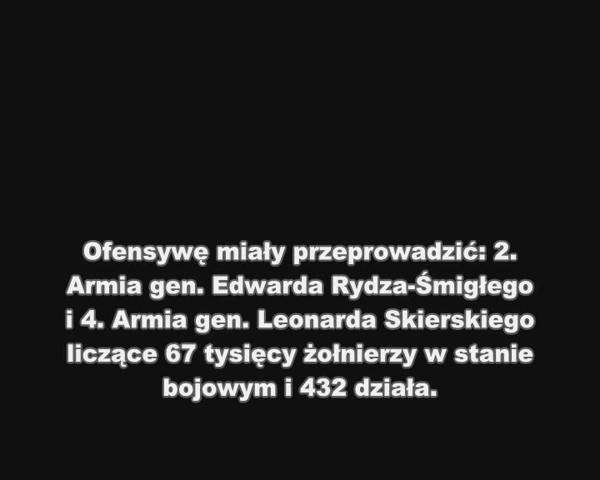 Ofensywę miały przeprowadzić: 2.
Armia gen. Edwarda Rydza-Śmigłego
i 4. Armia gen. Leonarda Skierskiego
liczące 67 tysięcy żołnierzy w stanie
bojowym i 432 działa.